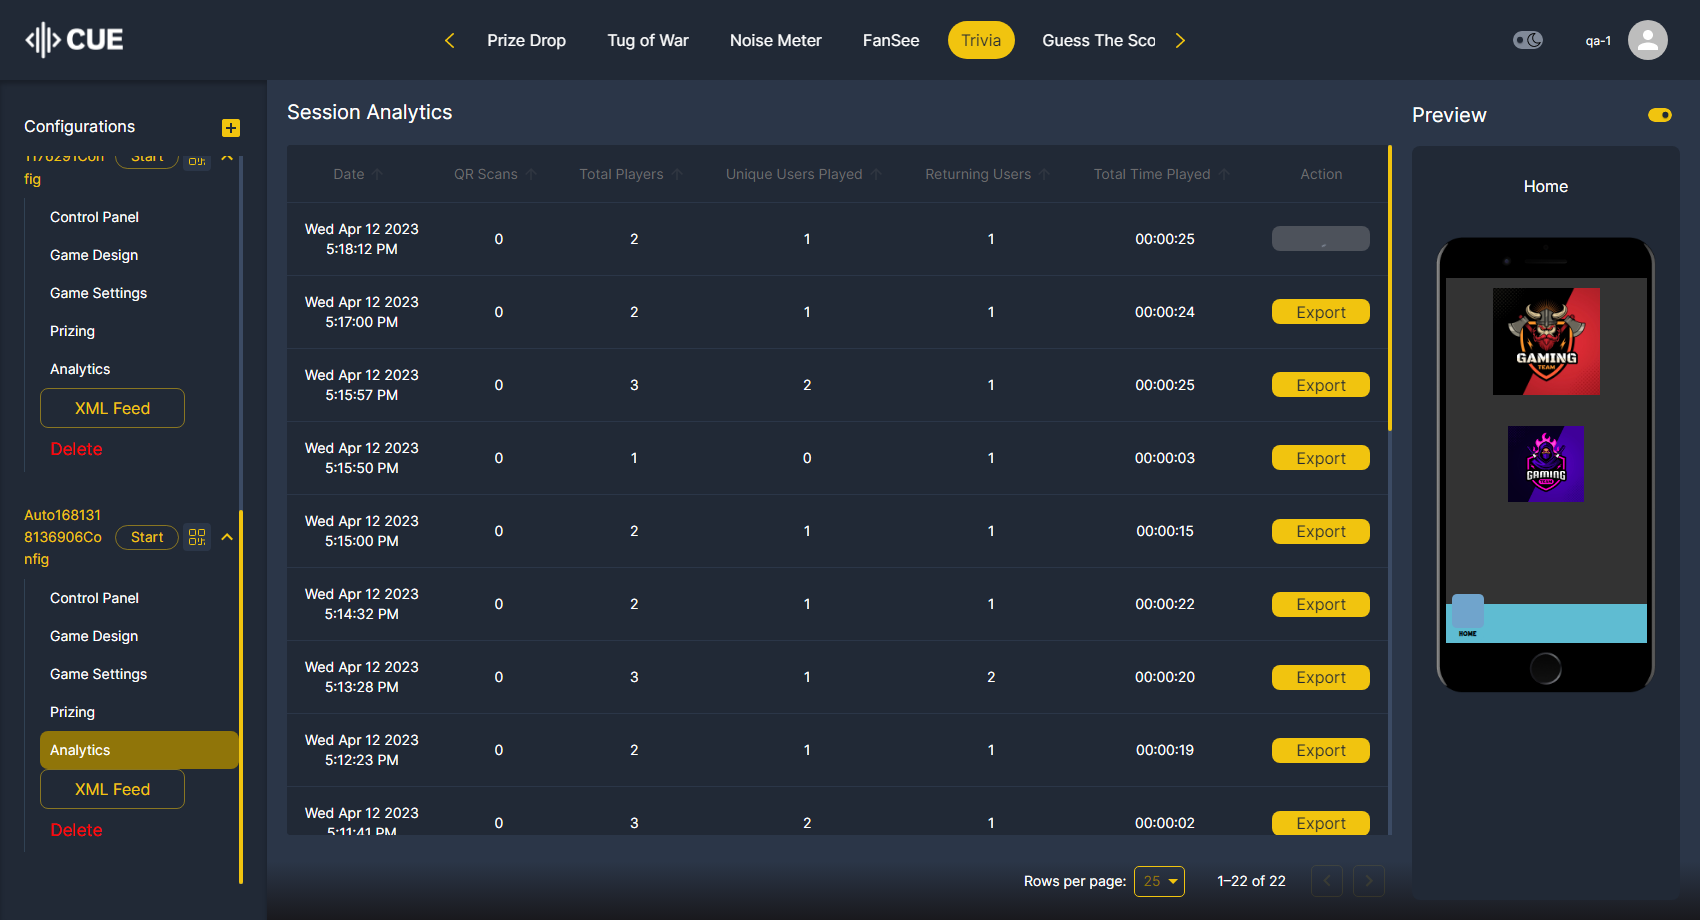 CUE
Prize Drop
Tug of War
Noise Meter
FanSee
Trivia
Guess The Sco
qa-1
Configurations
Start
fig
Control Panel
Game Design
Game Settings
Prizing
Analytics
XML Feed
Delete
Auto168131
8136906Co
nfig
Start
Control Panel
Game Design
Game Settings
Prizing
Analytics
XML Feed
Delete
Session Analytics
Date QR Scans Total Players Unique Users Played Returning Users Total Time Played Action
Wed Apr 12 2023
5:18:12 PM
0 2 1 1 00:00:25
Wed Apr 12 2023
5:17:00 PM
0 2 1 1 00:00:24 Export
Wed Apr 12 2023
5:15:57 PM
0 3 2 1 00:00:25 Export
Wed Apr 12 2023
5:15:50 PM
0 1 0 1 00:00:03 Export
Wed Apr 12 2023
5:15:00 PM
0 2 1 1 00:00:15 Export
Wed Apr 12 2023
5:14:32 PM
0 2 1 1 00:00:22 Export
Wed Apr 12 2023
5:13:28 PM
0 3 1 2 00:00:20 Export
Wed Apr 12 2023
5:12:23 PM
0 2 1 1 00:00:19 Export
Wed Apr 12 2023
5:11:41 PM
0 3 2 1 00:00:02 Export
Rows per page: 25 1–22 of 22
Preview
Home
GAMING
TEAM
GAMING
TEAM
HOME